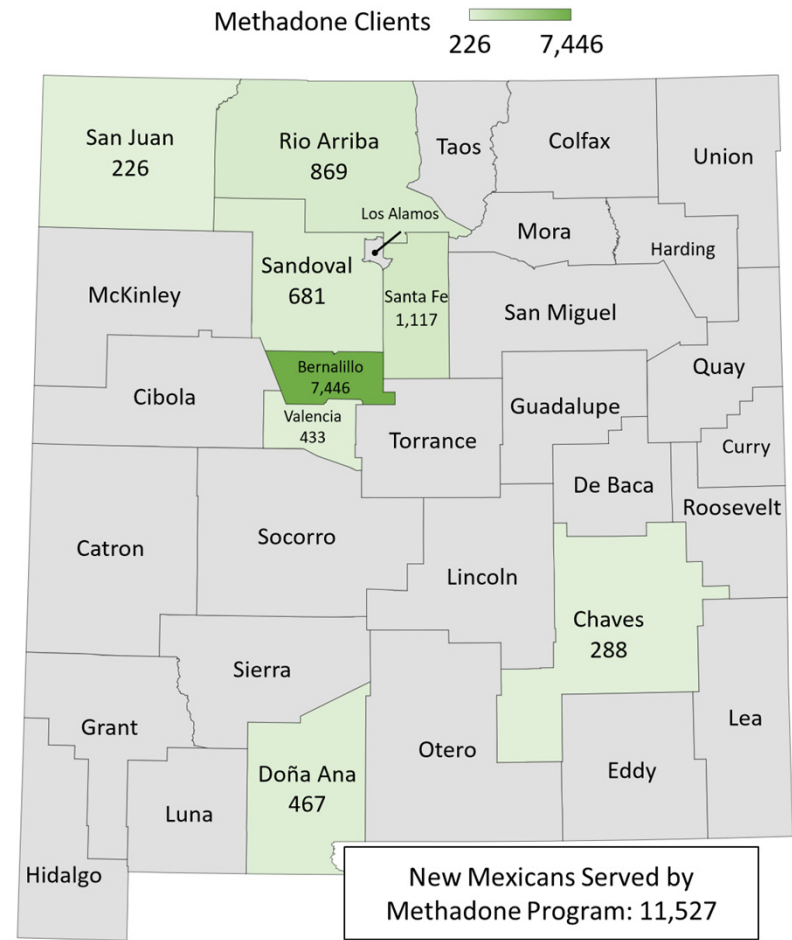 Methadone Clients
226 7,446
San Juan
226
Rio Arriba
869
Taos
Colfax
Union
Los Alamos
Mora
Harding
McKinley
Sandoval
681
Santa Fe
1,117
San Miguel
Bernalillo
7,446
Quay
Cibola
Valencia
433
Torrance
Guadalupe
Curry
De Baca
Roosevelt
Catron
Socorro
Lincoln
Chaves
288
Sierra
Grant
Otero
Lea
Doña Ana
467
Eddy
Luna
Hidalgo
New Mexicans Served by
Methadone Program: 11,527